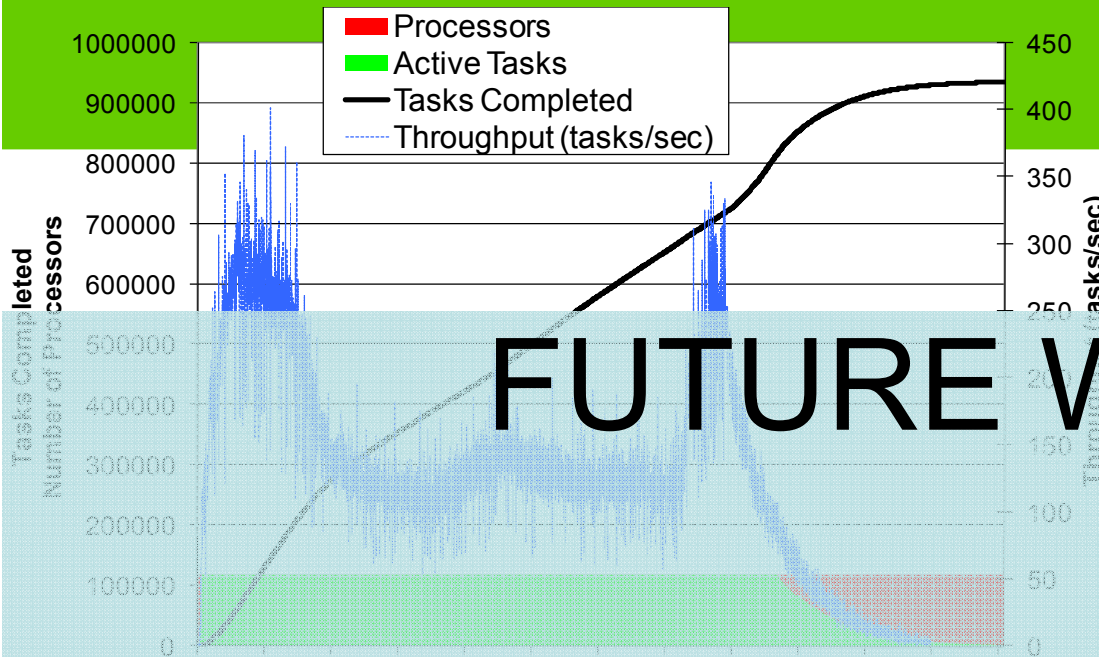 Processors
Active Tasks
Tasks Completed
Throughput (tasks/sec)
1000000
900000
800000
700000
600000
500000
400000
300000
200000
100000
0
450
400
350
300
250
200
150
100
50
0
Tasks Completed
Number of Processors
Throughput (tasks/sec)
FUTURE W